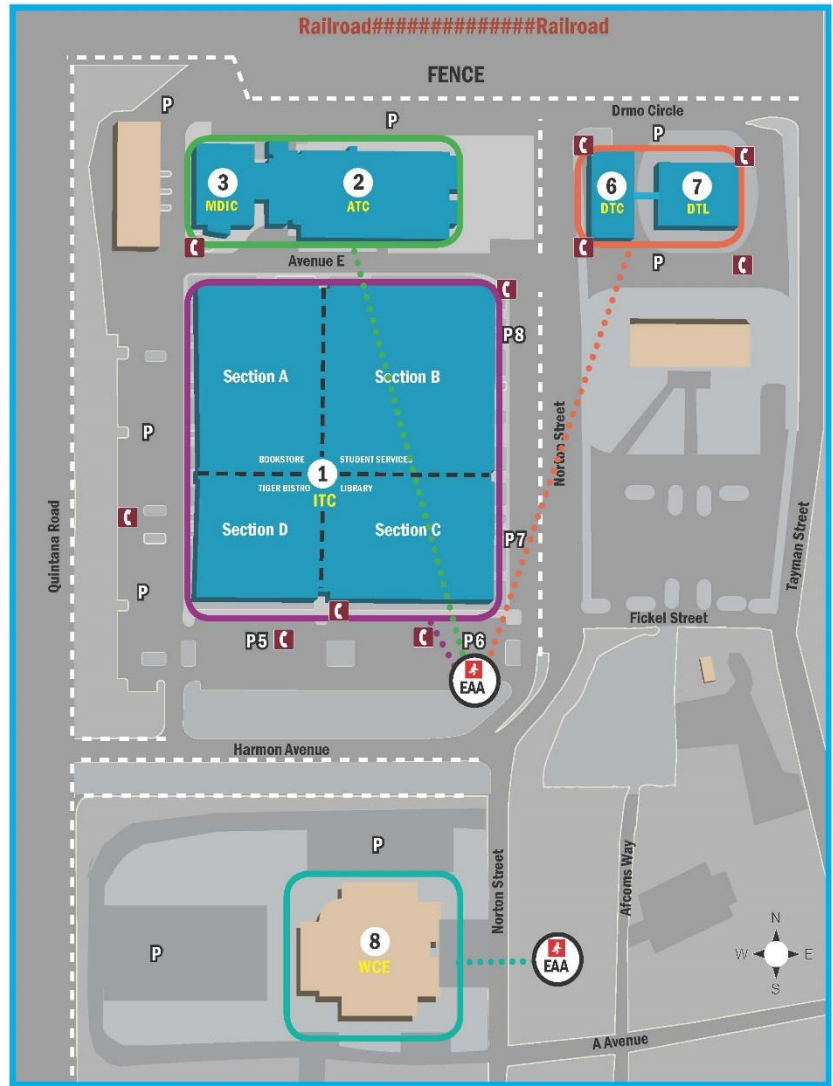 Railroad##############Railroad
FENCE
Drmo Circle
P
P
P
3
MDIC
2
ATC
6
DTC
7
DTL
Avenue E
P
Section A
Section B
P8
Norton Street
P
BOOKSTORE
STUDENT SERVICES
1
TIGER BISTRO
LIBRARY
ITC
Section D
Section C
P7
Quintana Road
Tayman Street
P
P5
P6
Fickel Street
EAA
Harmon Avenue
P
Norton Street
Afcoms Way
8
WCE
P
EAA
N
W
E
S
A Avenue